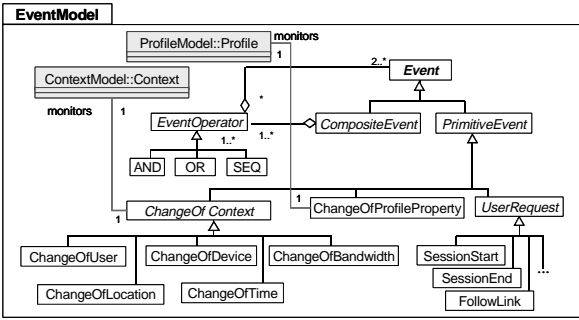 EventModel
ProfileModel::Profile
monitors
1
2..*
Event
ContextModel::Context
monitors
1
*
EventOperator
1..*
1..*
CompositeEvent
PrimitiveEvent
AND
OR
SEQ
1
ChangeOf Context
1
ChangeOfProfileProperty
UserRequest
ChangeOfUser
ChangeOfDevice
ChangeOfBandwidth
SessionStart
...
ChangeOfLocation
ChangeOfTime
SessionEnd
FollowLink